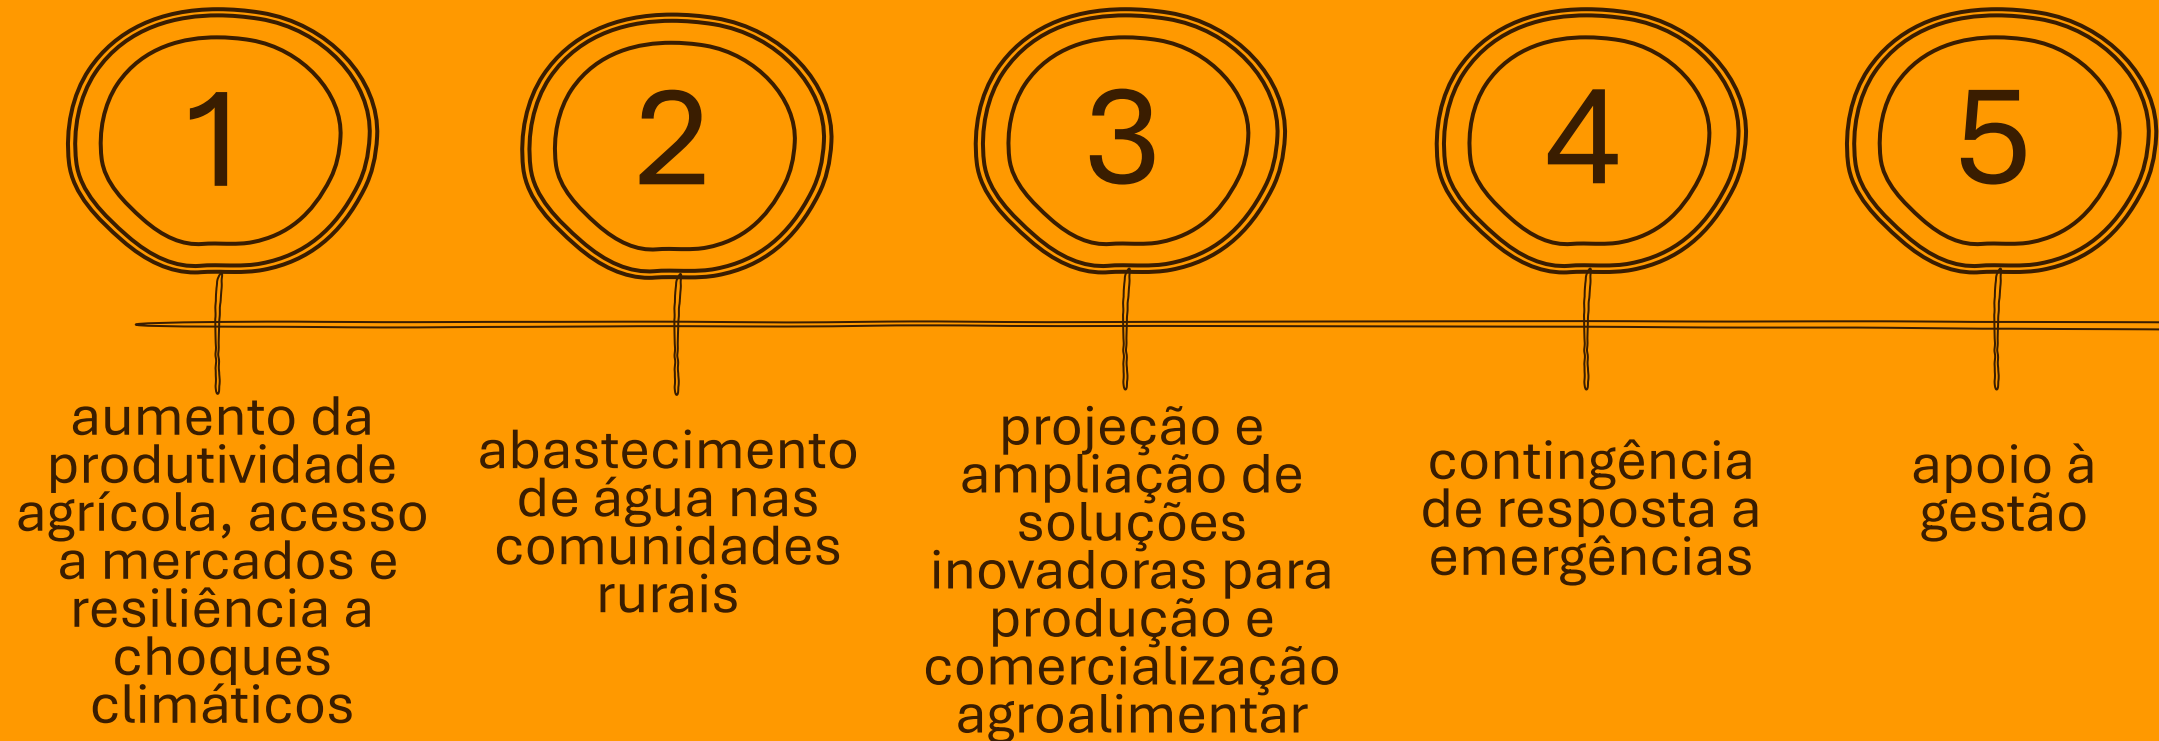 1
aumento da
produtividade
agrícola, acesso
a mercados e
resiliência a
choques
climáticos
2
abastecimento
de água nas
comunidades
rurais
3
projeção e
ampliação de
soluções
inovadoras para
produção e
comercialização
agroalimentar
4
contingência
de resposta a
emergências
5
apoio à
gestão